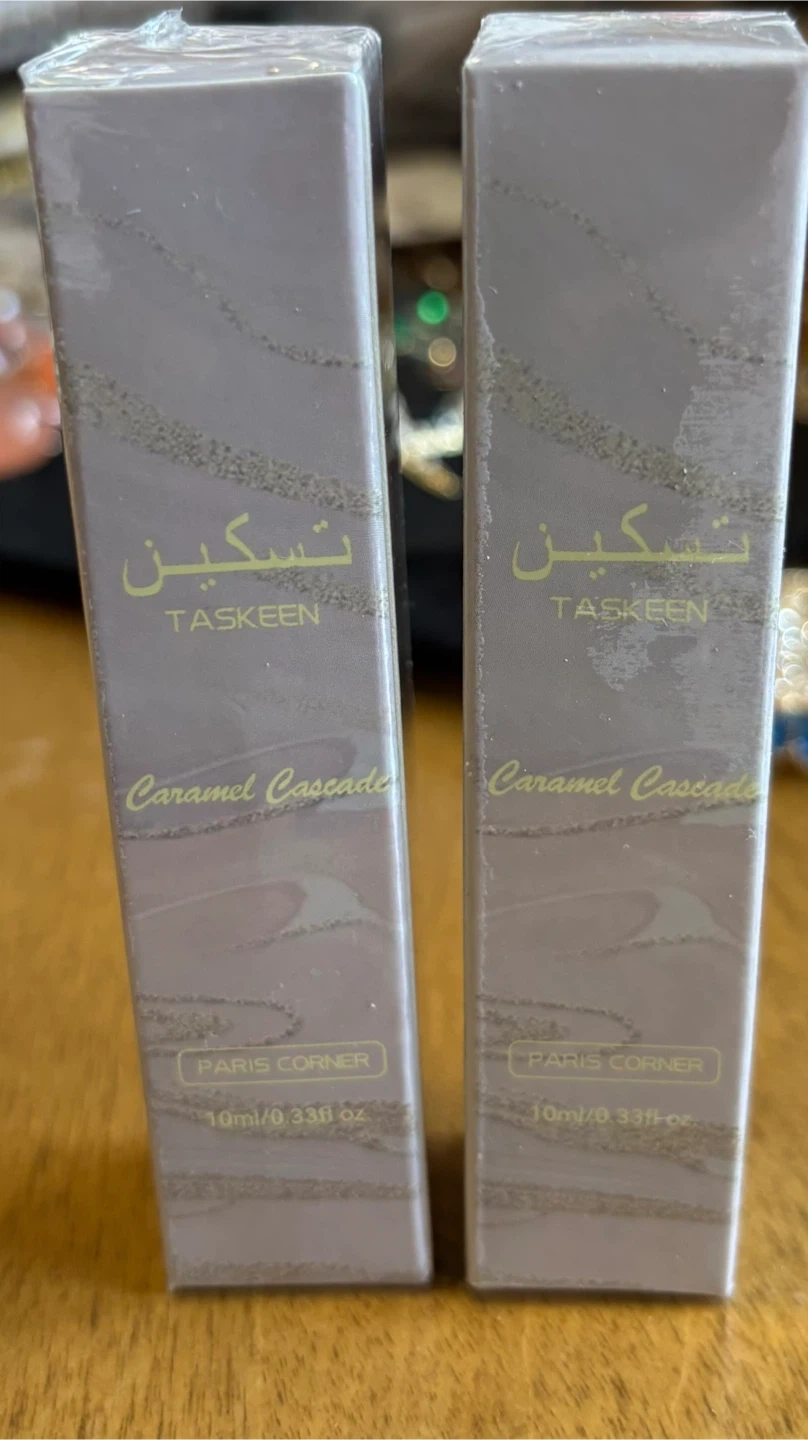 تسكين
TASKEEN
Caramel Cascade
PARIS CORNER
10ml/0.33fl oz
تسكين
TASKEEN
Caramel Cascade
PARIS CORNER
10ml/0.33fl oz